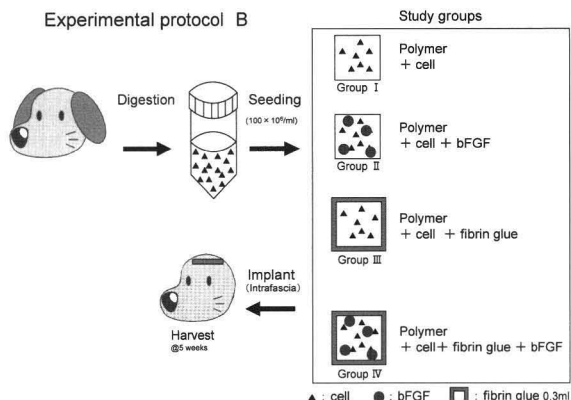 Experimental protocol B
Study groups
Digestion
Seeding
(100 × 10⁶/ml)
Polymer
+ cell
Group I
Polymer
+ cell + bFGF
Group II
Polymer
+ cell + fibrin glue
Group III
Implant
(Intrafascia)
Harvest
@5 weeks
Polymer
+ cell+ fibrin glue + bFGF
Group IV
▲ : cell ● : bFGF : fibrin glue 0.3ml